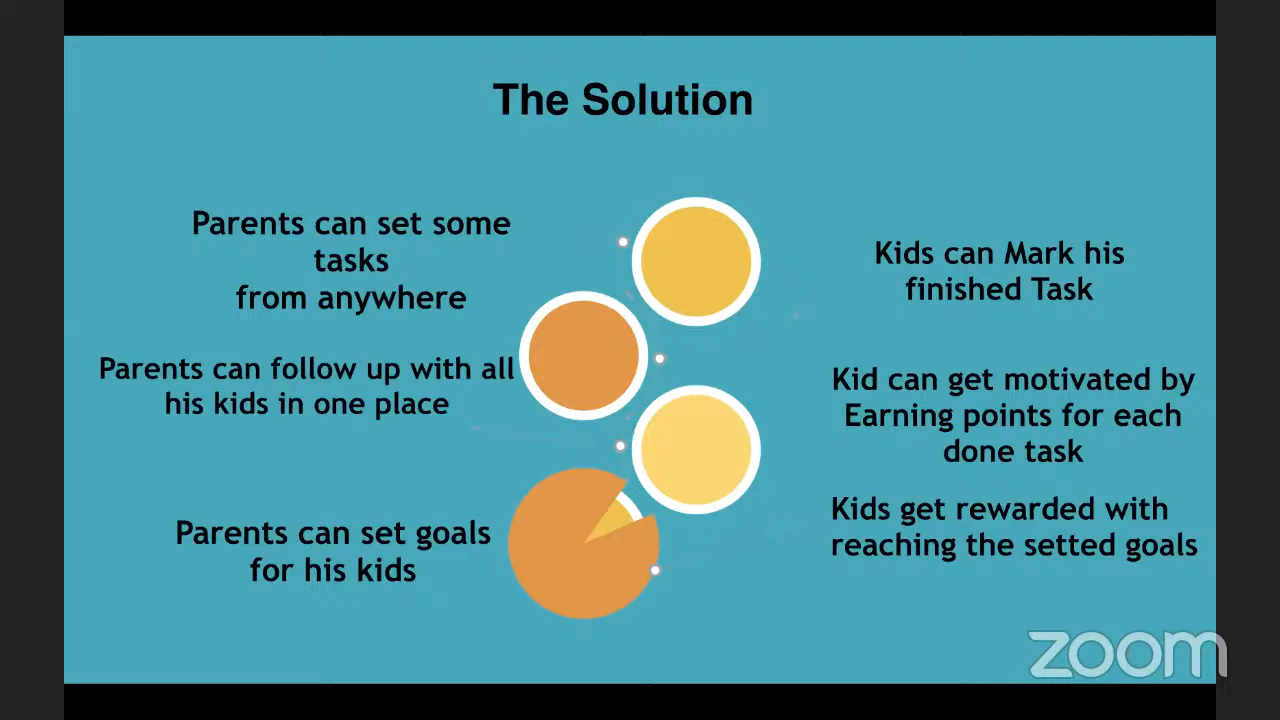 The Solution
Parents can set some
tasks
from anywhere
Parents can follow up with all
his kids in one place
Parents can set goals
for his kids
Kids can Mark his
finished Task
Kid can get motivated by
Earning points for each
done task
Kids get rewarded with
reaching the setted goals
zoom